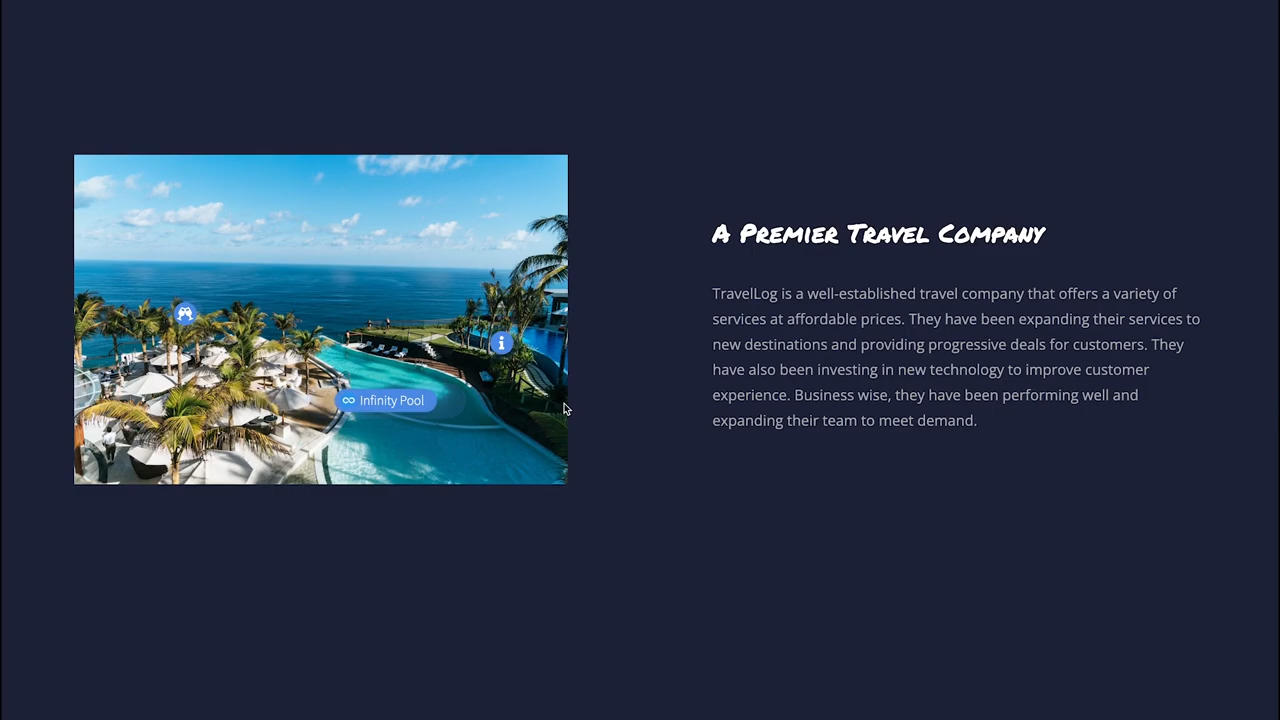 A Premier Travel Company
TravelLog is a well-established travel company that offers a variety of
services at affordable prices. They have been expanding their services to
new destinations and providing progressive deals for customers. They
have also been investing in new technology to improve customer
experience. Business wise, they have been performing well and
expanding their team to meet demand.
Infinity Pool